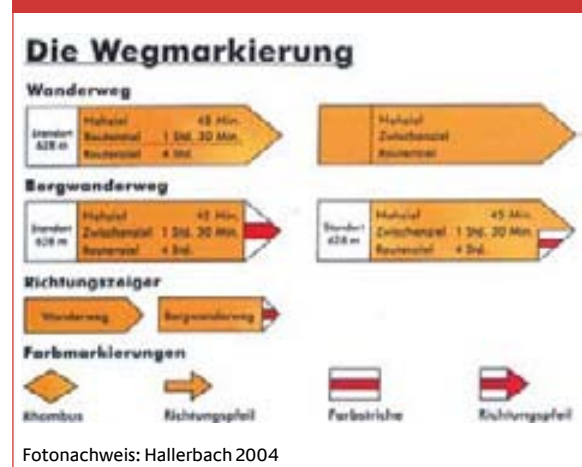 Die Wegmarkierung
Wanderweg
Standort 628 m
Nahziel 45 Min.
Routenziel 1 Std. 30 Min.
Routenziel 4 Std.
Nahziel
Zwischenziel
Routenziel
Bergwanderweg
Standort 628 m
Nahziel 45 Min.
Zwischenziel 1 Std. 30 Min.
Routenziel 4 Std.
Standort 628 m
Nahziel 45 Min.
Zwischenziel 1 Std. 30 Min.
Routenziel 4 Std.
Richtungszeiger
Wanderweg
Bergwanderweg
Farbmarkierungen
Rhombus
Richtungspfeil
Farbstriche
Richtungspfeil
Fotonachweis: Hallerbach 2004